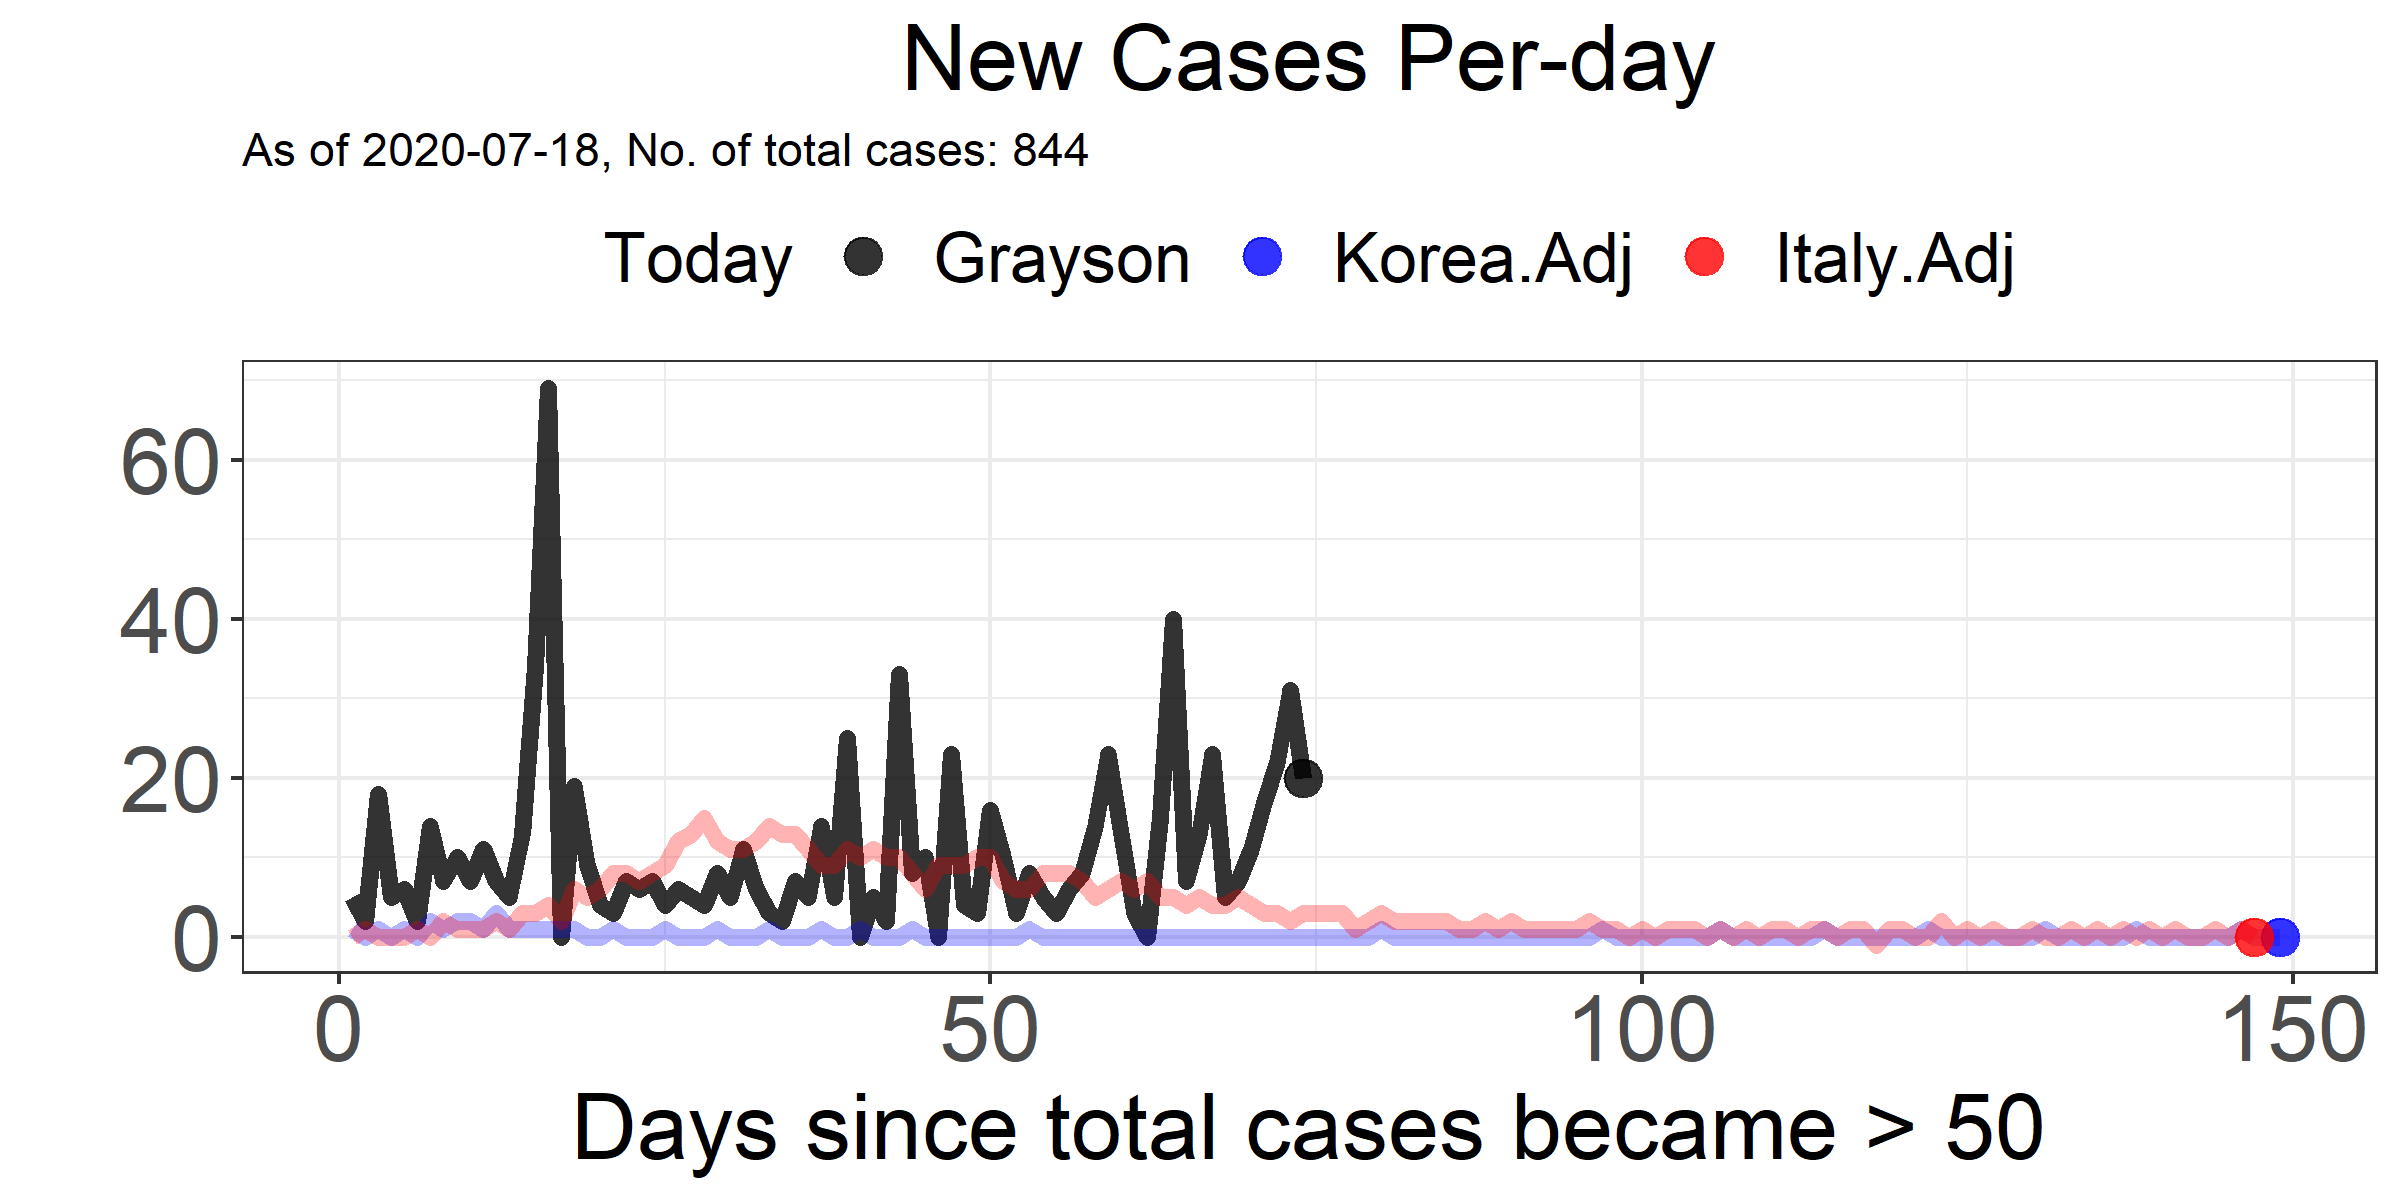 New Cases Per-day
As of 2020-07-18, No. of total cases: 844
Today Grayson Korea.Adj Italy.Adj
60
40
20
0
0 50 100 150
Days since total cases became > 50